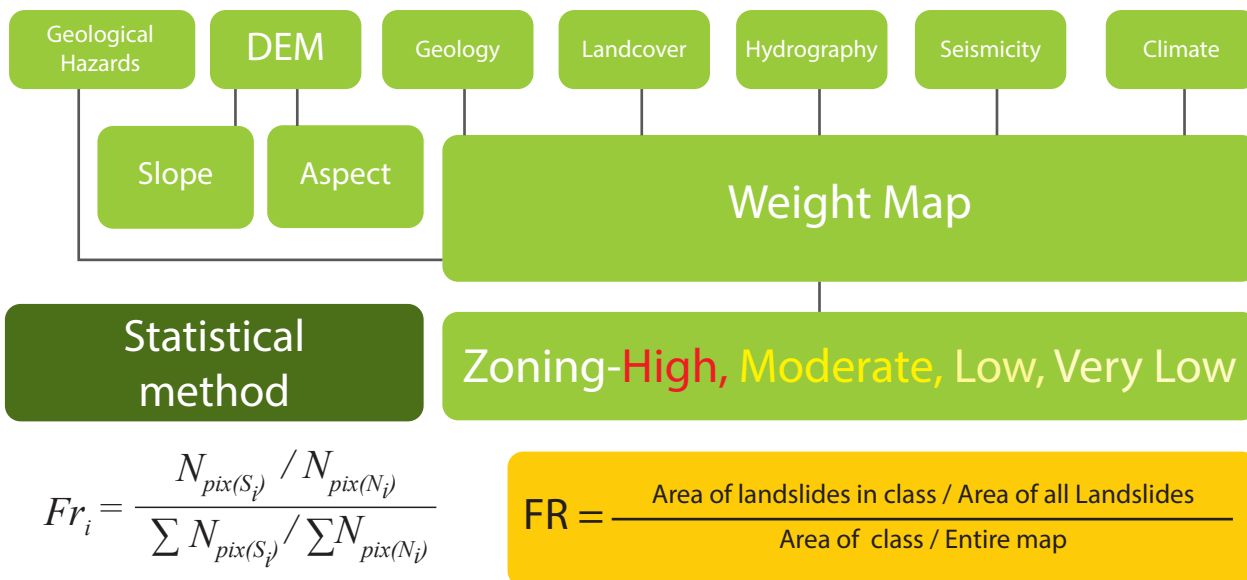 Geological
Hazards
DEM
Geology
Landcover
Hydrography
Seismicity
Climate
Slope
Aspect
Weight Map
Statistical
method
Zoning-High, Moderate, Low, Very Low
Fr_i = (N_pix(S_i) / N_pix(N_i)) / (∑ N_pix(S_i) / ∑ N_pix(N_i))
FR =
Area of landslides in class / Area of all Landslides
Area of class / Entire map